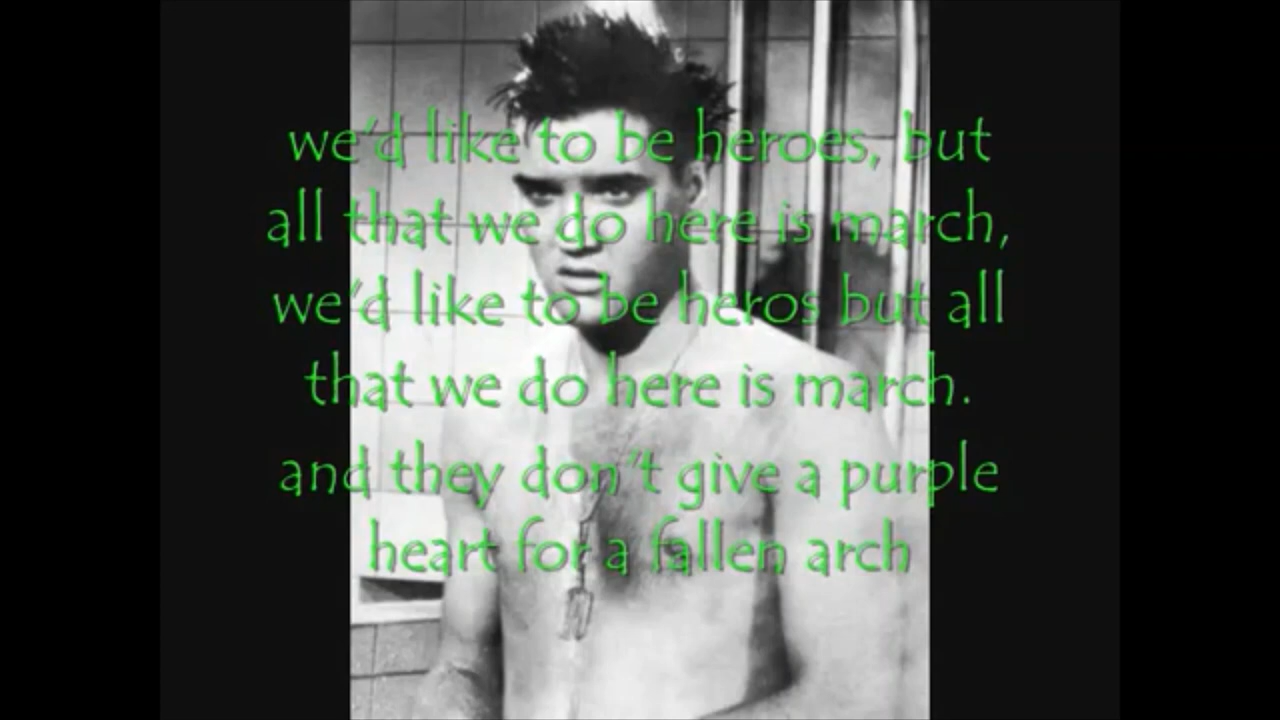 we'd like to be heroes, but
all that we do here is march,
we'd like to be heros but all
that we do here is march.
and they don't give a purple
heart for a fallen arch